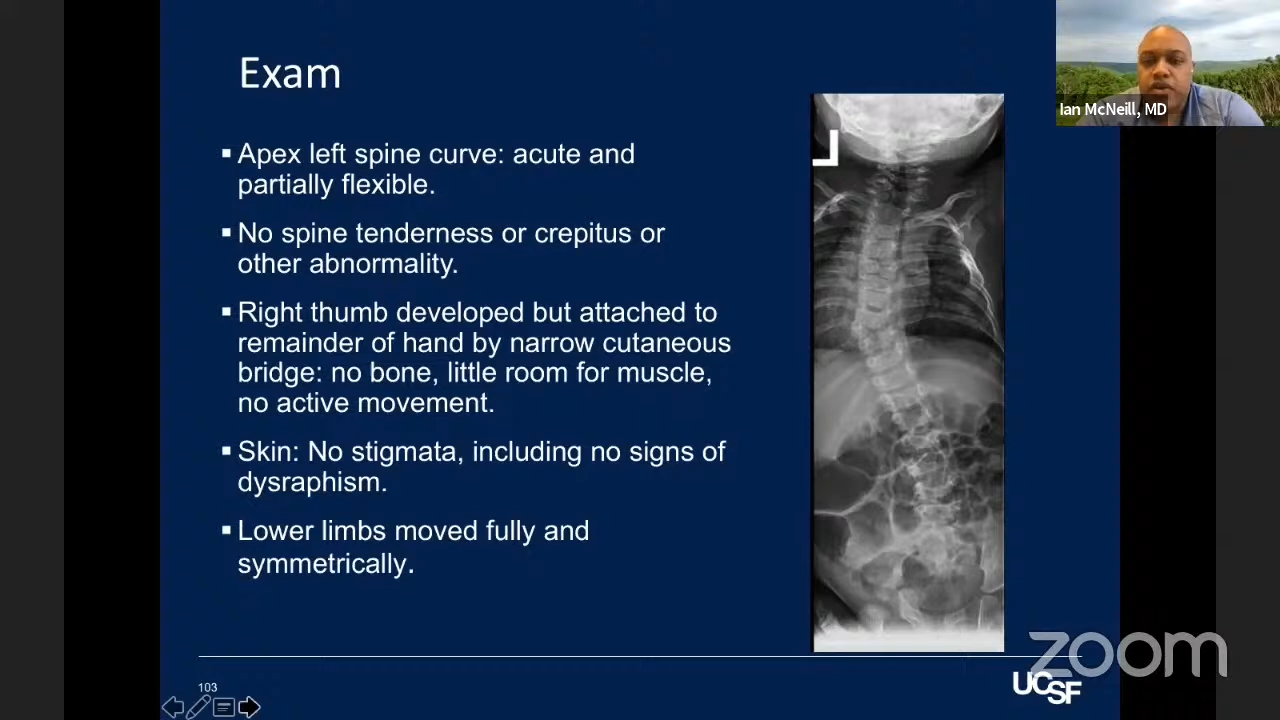 Exam
Ian McNeill, MD
▪ Apex left spine curve: acute and
partially flexible.
▪ No spine tenderness or crepitus or
other abnormality.
▪ Right thumb developed but attached to
remainder of hand by narrow cutaneous
bridge: no bone, little room for muscle,
no active movement.
▪ Skin: No stigmata, including no signs of
dysraphism.
▪ Lower limbs moved fully and
symmetrically.
103
zoom
UCSF